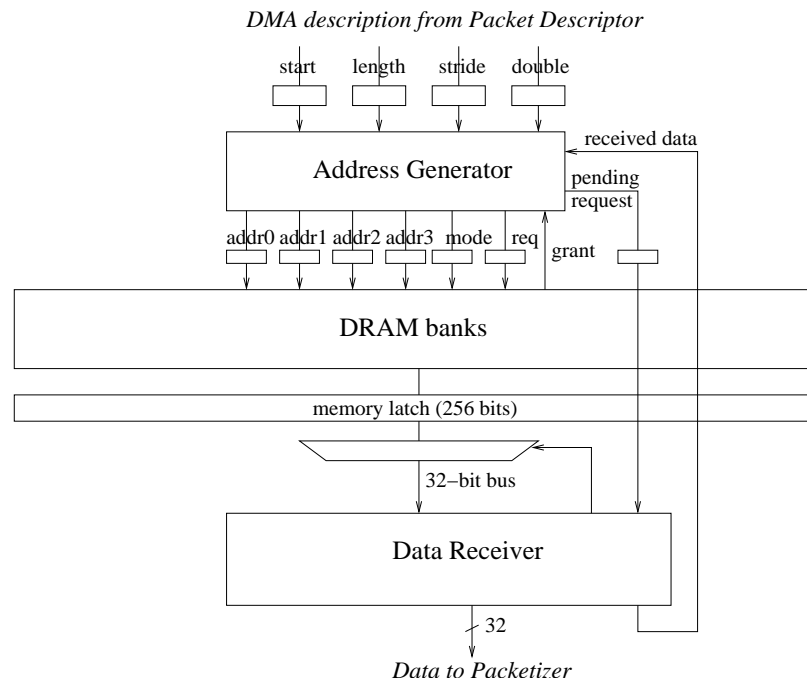 DMA description from Packet Descriptor
start length stride double
received data
Address Generator
pending
request
addr0 addr1 addr2 addr3 mode req
grant
DRAM banks
memory latch (256 bits)
32−bit bus
Data Receiver
32
Data to Packetizer